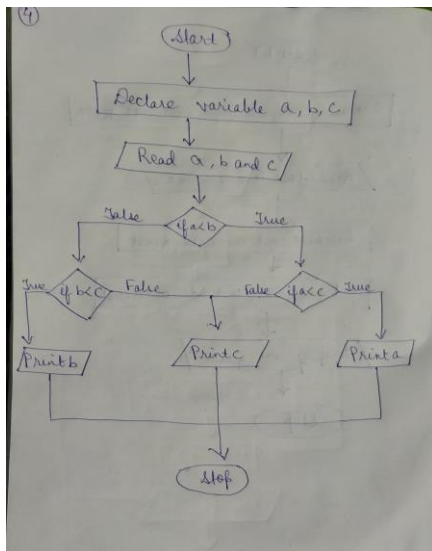 4
Start
Declare variable a, b, c
Read a, b and c
False if a<b True
True if b<c False False if a<c True
Print b Print c Print a
Stop